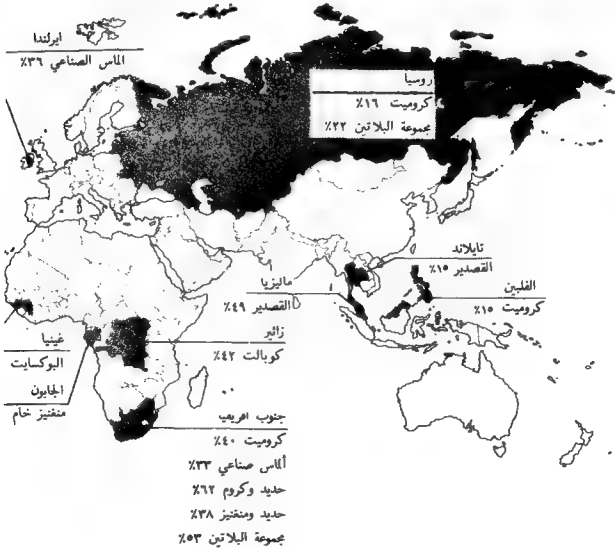 ايرلندا
الماس الصناعي ٣٦٪
روسيا
كروميت ١٦٪
مجموعة البلاتين ٢٢٪
تايلاند
القصدير ١٥٪
ماليزيا
القصدير ٤٩٪
الفلبين
كروميت ١٥٪
زائير
كوبالت ٤٢٪
غينيا
البوكسايت
الجابون
منغنيز خام
جنوب افريقيا
كروميت ٤٠٪
ألماس صناعي ٣٣٪
حديد وكروم ٦٢٪
حديد ومنغنيز ٣٨٪
مجموعة البلاتين ٥٣٪